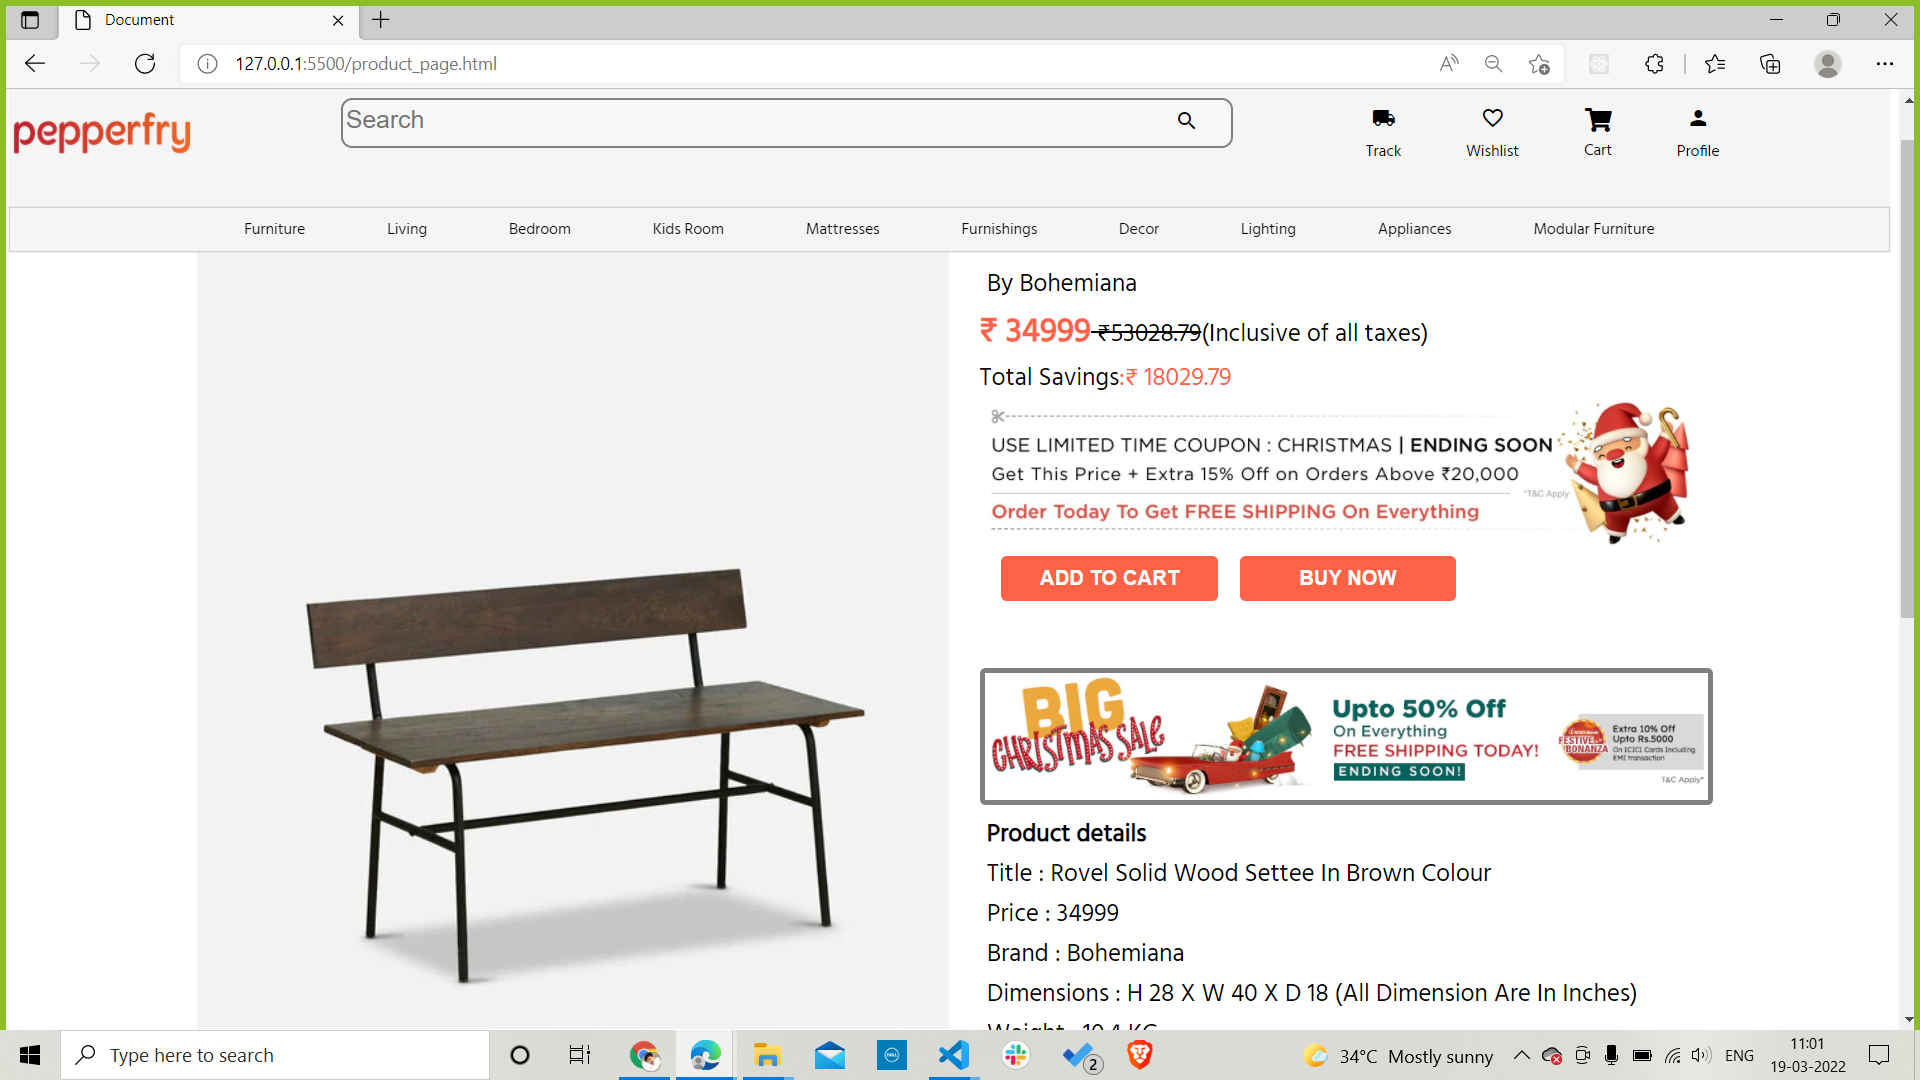 Document
127.0.0.1:5500/product_page.html
pepperfry
Search
Track
Wishlist
Cart
Profile
Furniture
Living
Bedroom
Kids Room
Mattresses
Furnishings
Decor
Lighting
Appliances
Modular Furniture
By Bohemiana
₹ 34999 ₹53028.79(Inclusive of all taxes)
Total Savings:₹ 18029.79
USE LIMITED TIME COUPON : CHRISTMAS | ENDING SOON
Get This Price + Extra 15% Off on Orders Above ₹20,000
*T&C Apply
Order Today To Get FREE SHIPPING On Everything
ADD TO CART
BUY NOW
BIG
CHRISTMAS SALE
Upto 50% Off
On Everything
FREE SHIPPING TODAY!
ENDING SOON!
FESTIVE
BONANZA
Extra 10% Off
Upto Rs.5000
On ICICI Cards Including
EMI transaction
T&C Apply*
Product details
Title : Rovel Solid Wood Settee In Brown Colour
Price : 34999
Brand : Bohemiana
Dimensions : H 28 X W 40 X D 18 (All Dimension Are In Inches)
Weight : 10.4 KG
Type here to search
DELL
2
34°C Mostly sunny
ENG
11:01
19-03-2022